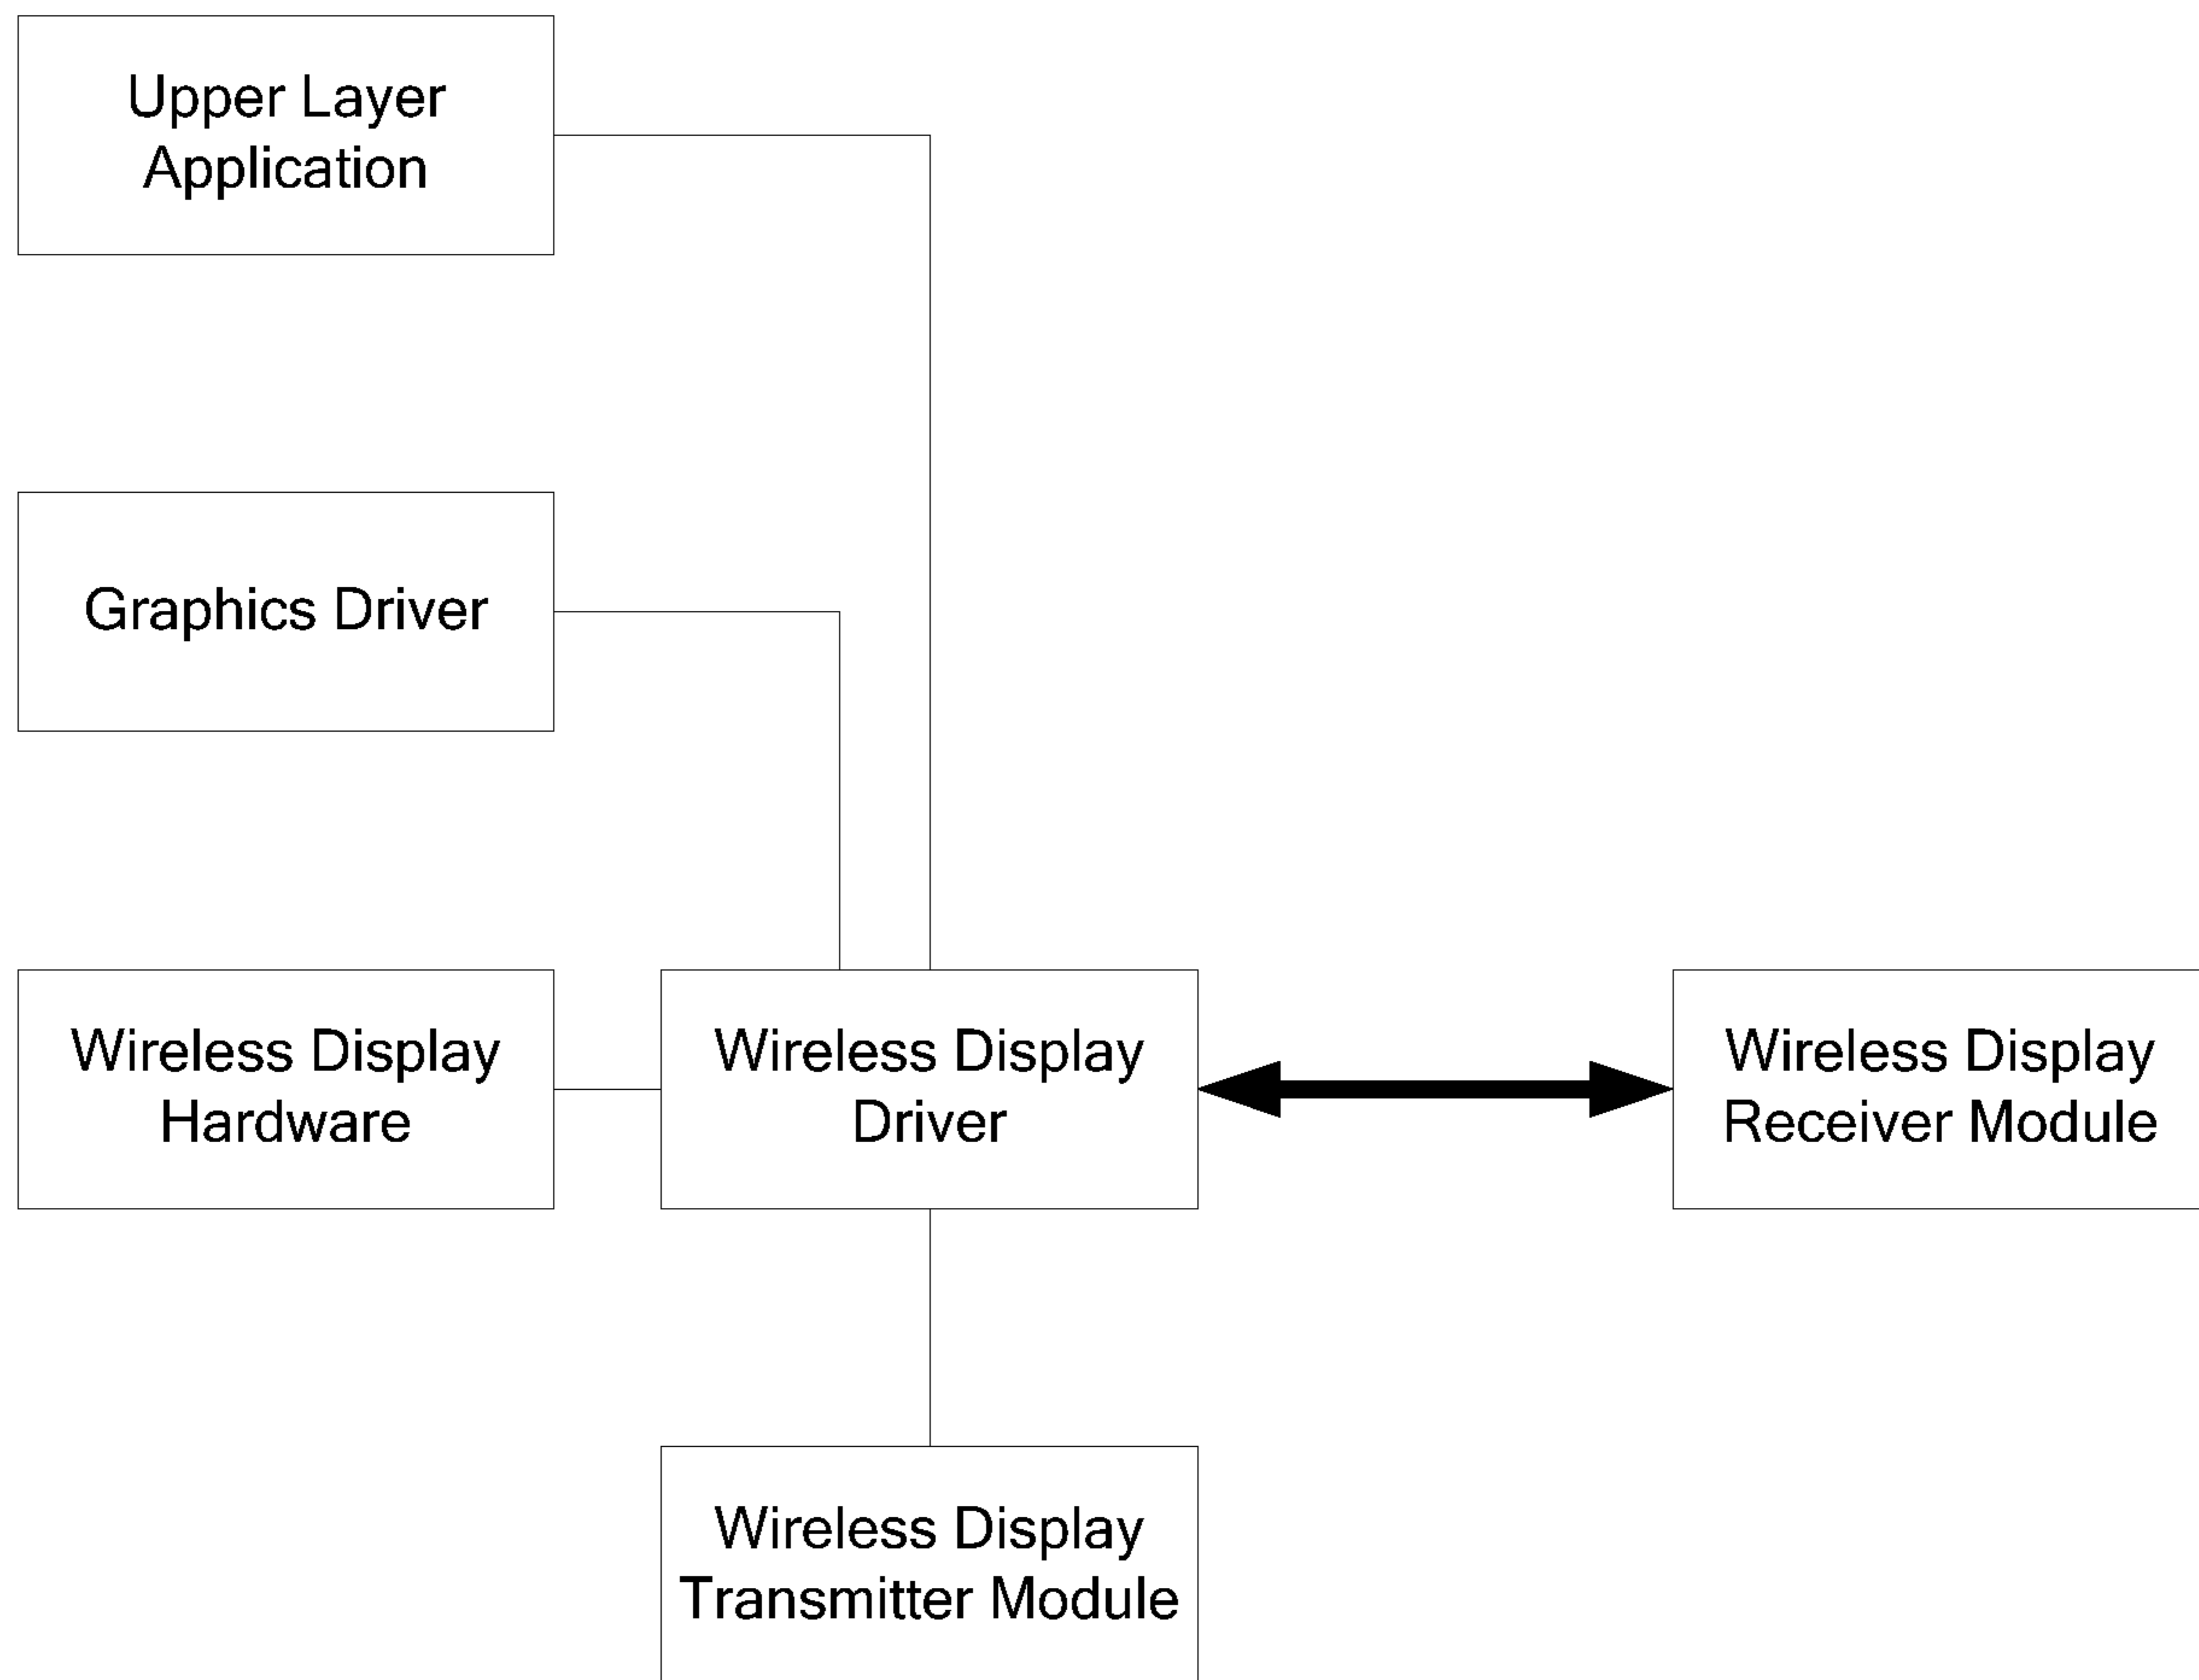 Upper Layer
Application
Graphics Driver
Wireless Display
Hardware
Wireless Display
Driver
Wireless Display
Receiver Module
Wireless Display
Transmitter Module